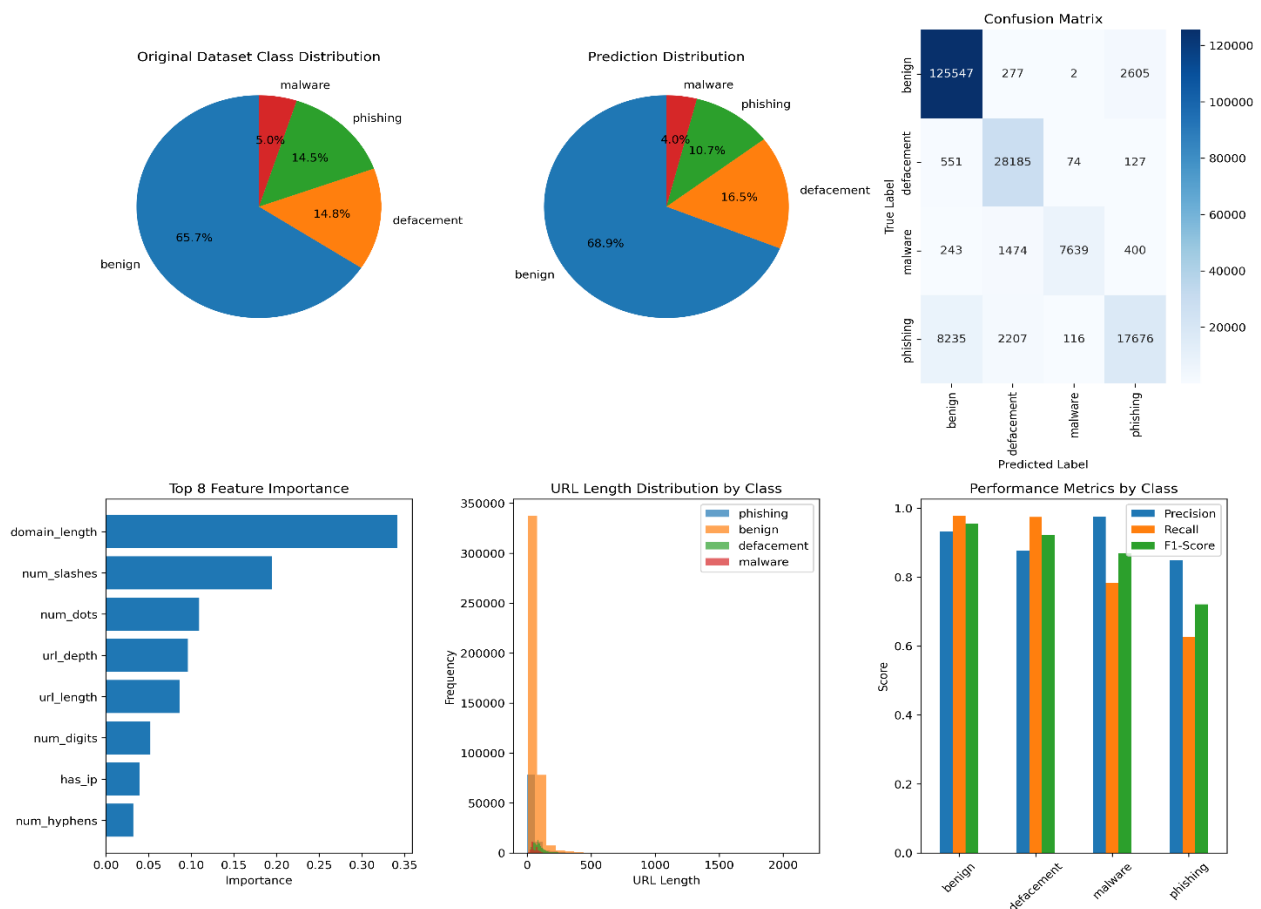 Original Dataset Class Distribution
malware
phishing
defacement
benign
5.0%
14.5%
14.8%
65.7%
Prediction Distribution
malware
phishing
defacement
benign
4.0%
10.7%
16.5%
68.9%
Confusion Matrix
True Label
benign
defacement
malware
phishing
125547 277 2 2605
551 28185 74 127
243 1474 7639 400
8235 2207 116 17676
benign defacement malware phishing
Predicted Label
120000
100000
80000
60000
40000
20000
Top 8 Feature Importance
domain_length
num_slashes
num_dots
url_depth
url_length
num_digits
has_ip
num_hyphens
0.00 0.05 0.10 0.15 0.20 0.25 0.30 0.35
Importance
URL Length Distribution by Class
Frequency
350000
300000
250000
200000
150000
100000
50000
0
phishing
benign
defacement
malware
0 500 1000 1500 2000
URL Length
Performance Metrics by Class
Score
1.0
0.8
0.6
0.4
0.2
0.0
Precision
Recall
F1-Score
benign defacement malware phishing